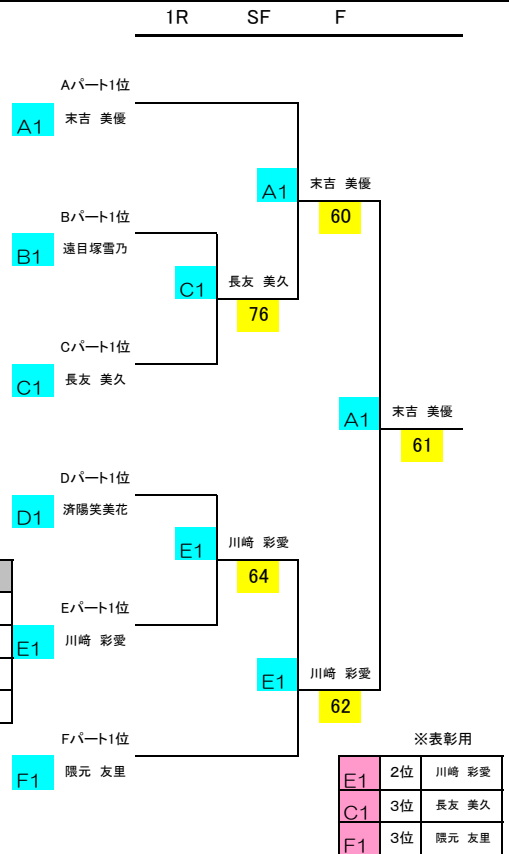 1R SF F
Aパート1位
A1 末吉 美優
A1 末吉 美優
60
Bパート1位
B1 遠目塚雪乃
C1 長友 美久
76
Cパート1位
C1 長友 美久
A1 末吉 美優
61
Dパート1位
D1 済陽笑美花
E1 川﨑 彩愛
64
Eパート1位
E1 川﨑 彩愛
E1 川﨑 彩愛
62
Fパート1位
F1 隈元 友里
※表彰用
E1 2位 川﨑 彩愛
C1 3位 長友 美久
F1 3位 隈元 友里